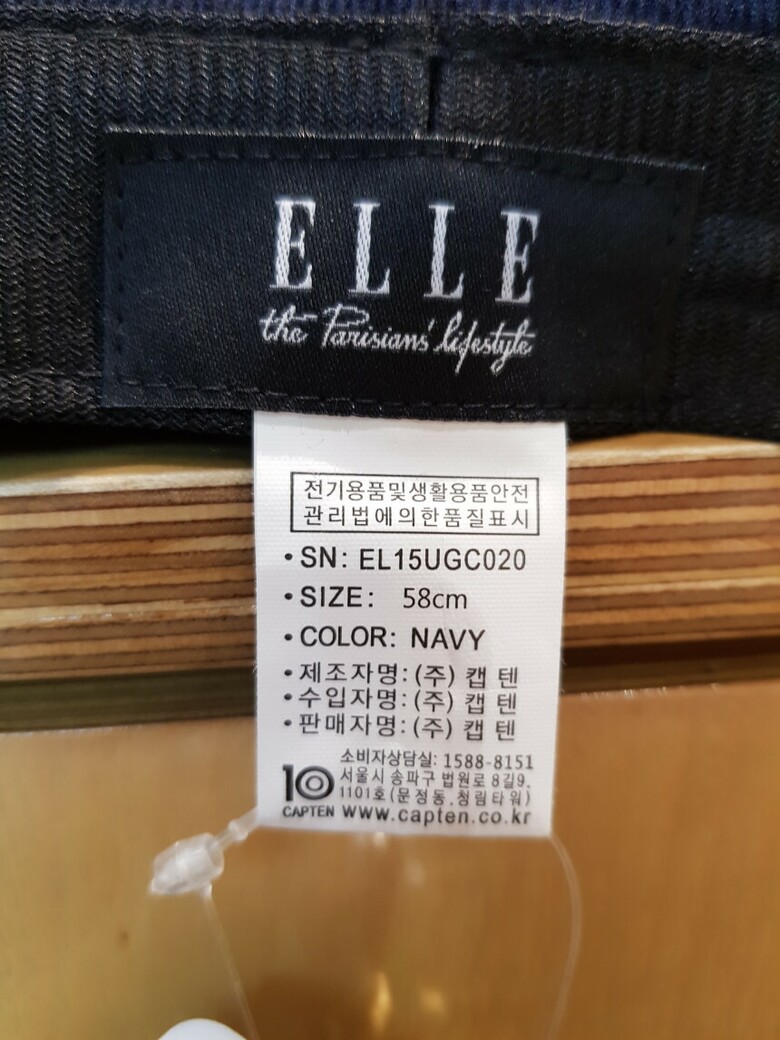 ELLE
the Parisians' lifestyle
전기용품및생활용품안전
관리법에의한품질표시
•SN: EL15UGC020
•SIZE: 58cm
•COLOR: NAVY
•제조자명:(주) 캡 텐
•수입자명:(주) 캡 텐
•판매자명:(주) 캡 텐
소비자상담실: 1588-8151
서울시 송파구 법원로 8길9,
1101호(문정동,청림타워)
10
CAPTEN www.capten.co.kr